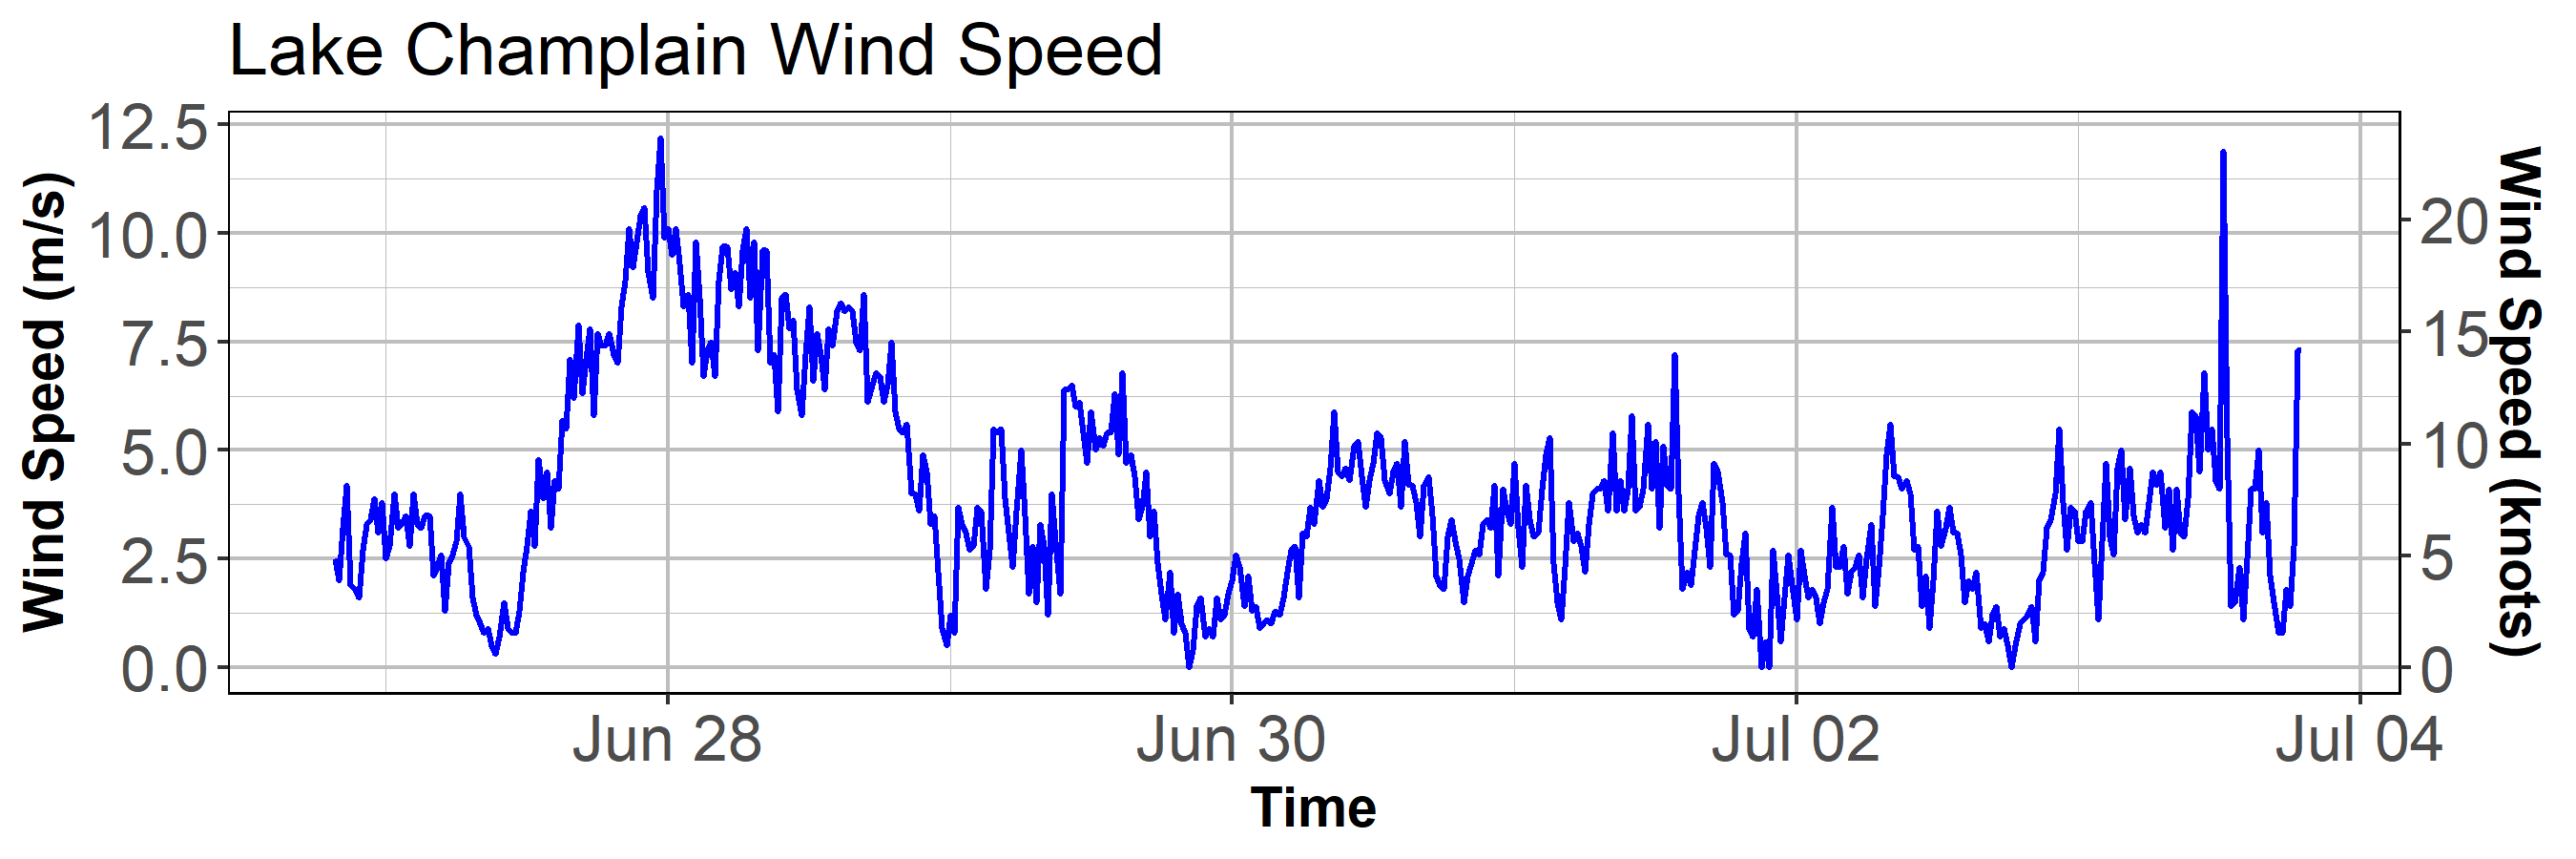 Lake Champlain Wind Speed
Wind Speed (m/s)
12.5
10.0
7.5
5.0
2.5
0.0
20
15
10
5
0
Wind Speed (knots)
Jun 28
Jun 30
Jul 02
Jul 04
Time